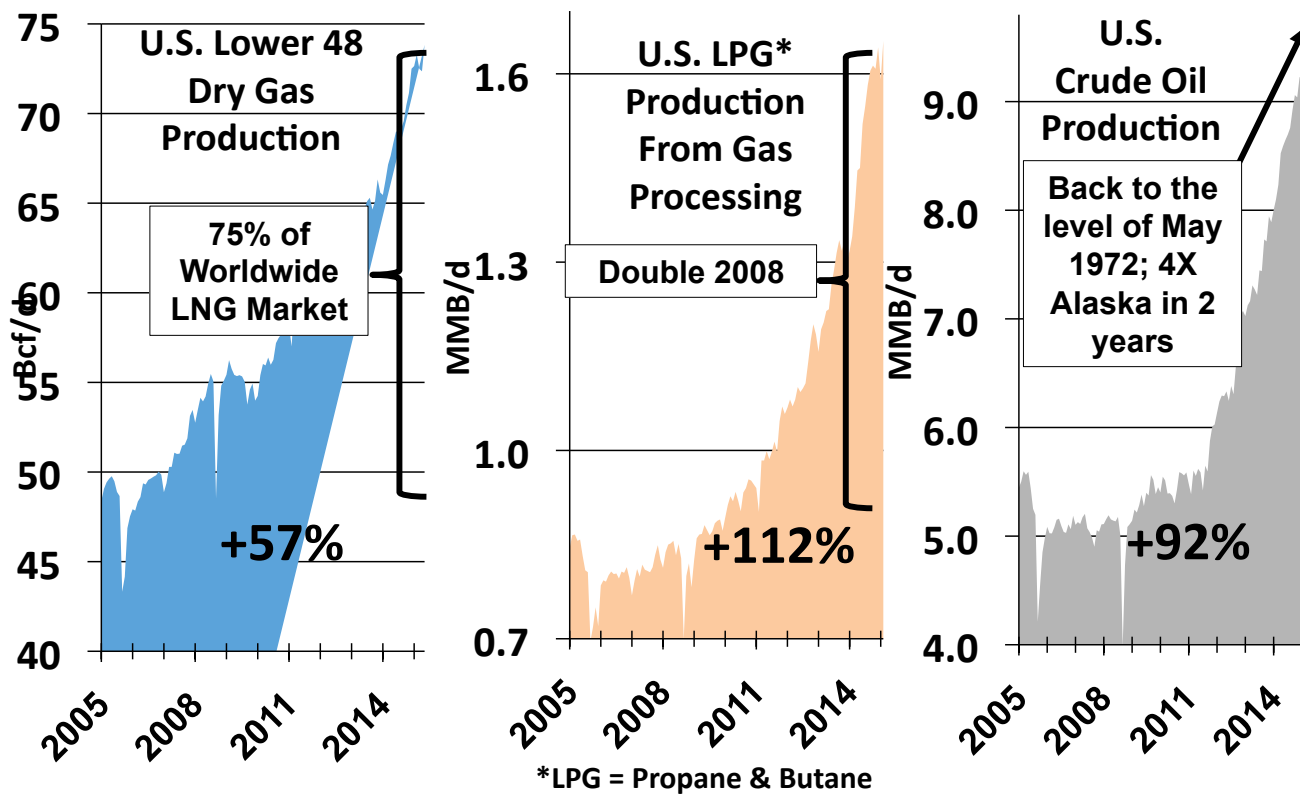 U.S. Lower 48
Dry Gas
Production
75% of
Worldwide
LNG Market
+57%
Bcf/d
75
70
65
60
55
50
45
40
2005
2008
2011
2014
U.S. LPG*
Production
From Gas
Processing
Double 2008
+112%
MMB/d
1.6
1.3
1.0
0.7
2005
2008
2011
2014
*LPG = Propane & Butane
U.S.
Crude Oil
Production
Back to the
level of May
1972; 4X
Alaska in 2
years
+92%
MMB/d
9.0
8.0
7.0
6.0
5.0
4.0
2005
2008
2011
2014